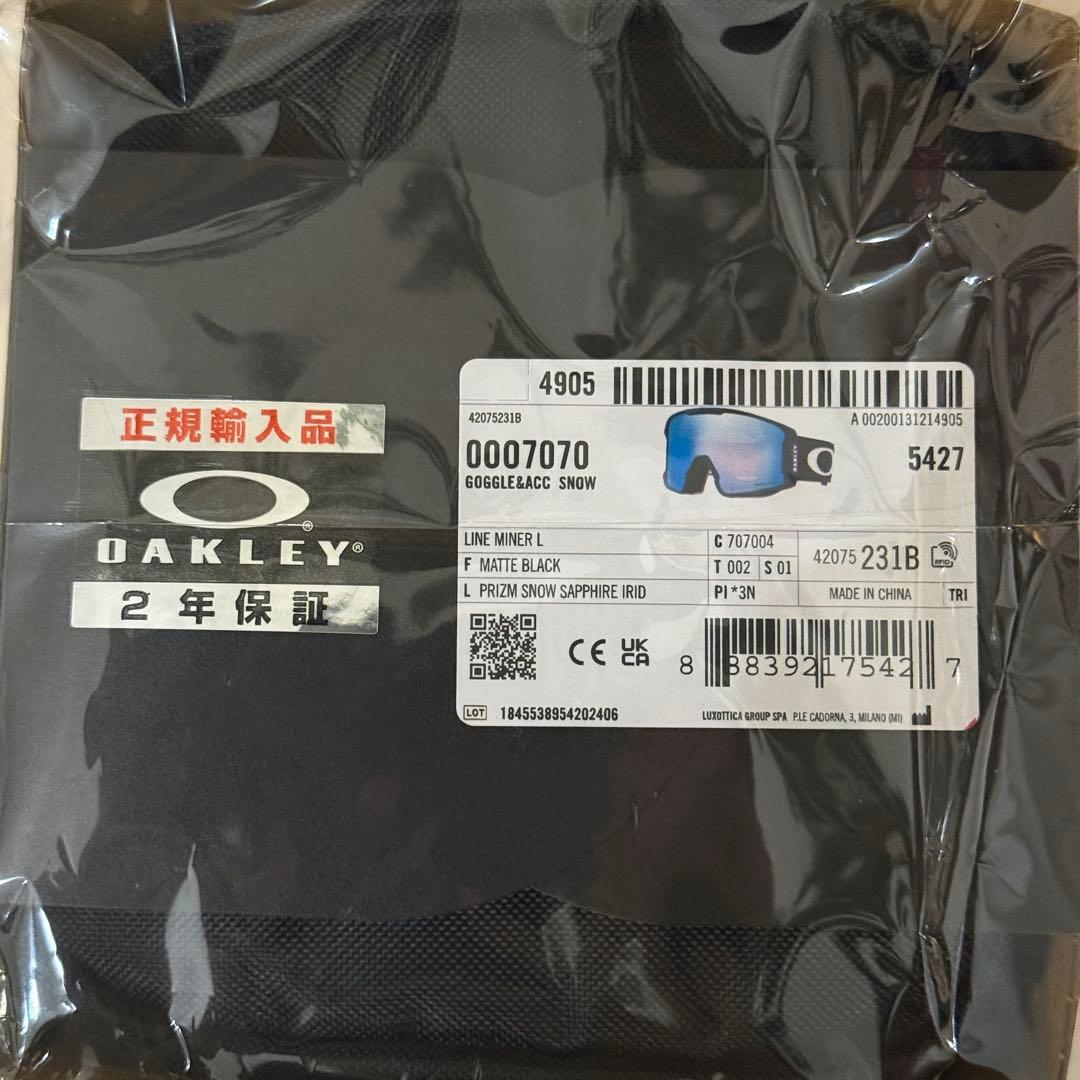 正規輸入品
OAKLEY®
2年保証
4905
42075231B
A 00200131214905
0007070
5427
GOGGLE&ACC SNOW
OAKLEY
LINE MINER L
C 707004
F MATTE BLACK
T 002 S 01
42075 231B
RFID
L PRIZM SNOW SAPPHIRE IRID
PI *3N
MADE IN CHINA
TRI
CE UK CA
8 88392 17542 7
LOT 1845538954202406
LUXOTTICA GROUP SPA P.LE CADORNA, 3, MILANO (MI)